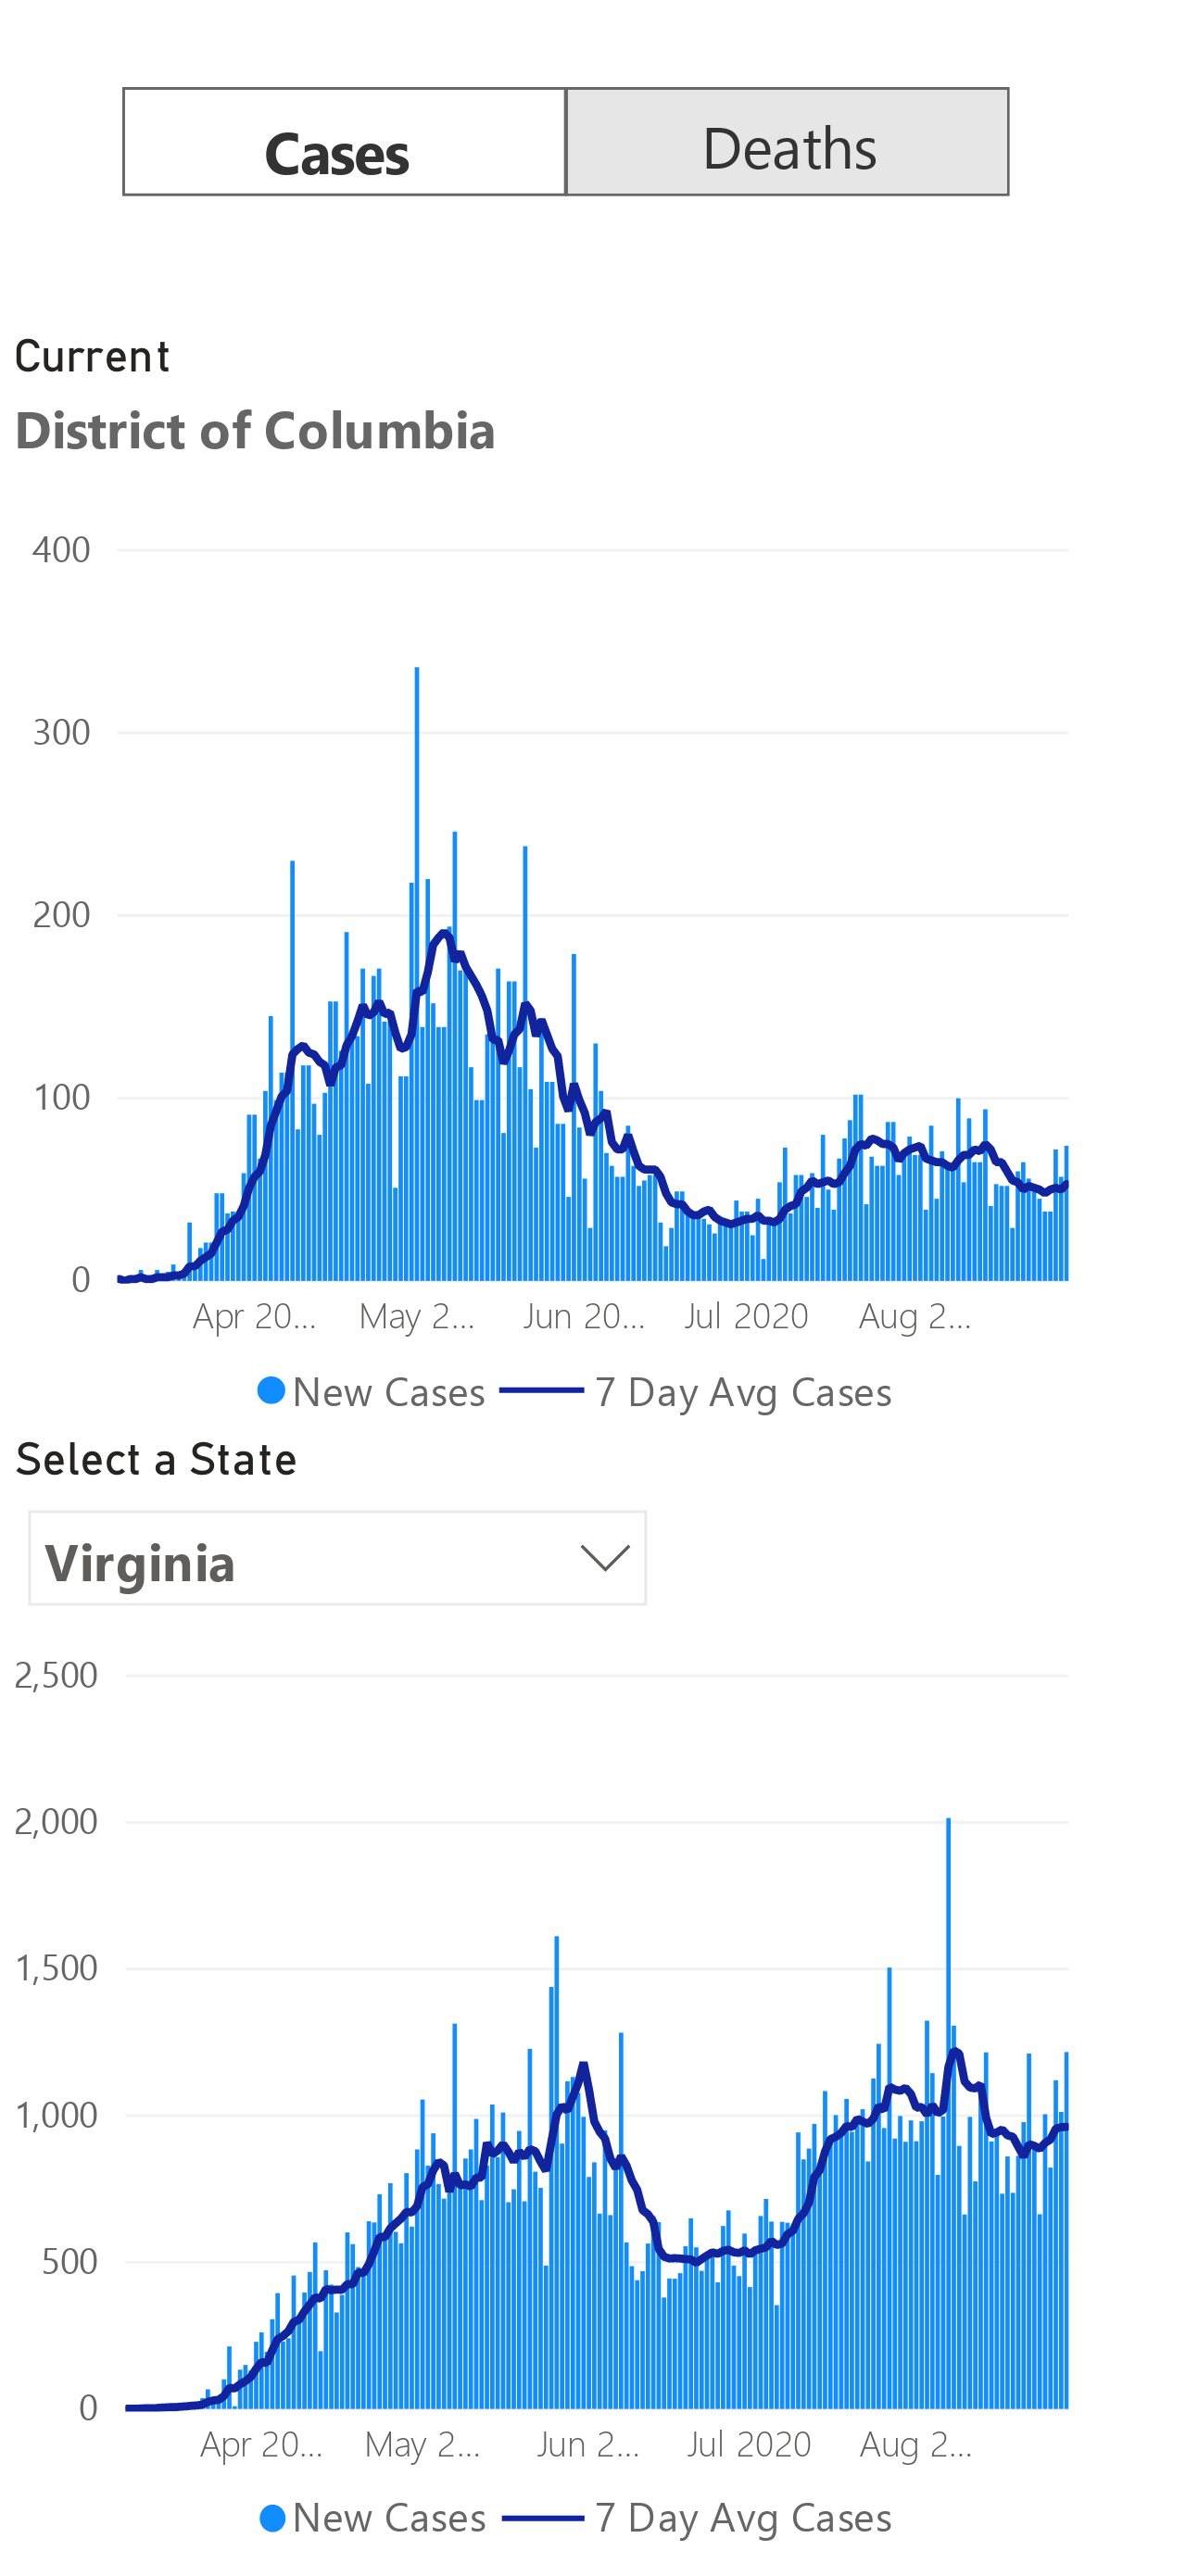 Cases Deaths
Current
District of Columbia
400
300
200
100
0
Apr 20... May 2... Jun 20... Jul 2020 Aug 2...
New Cases 7 Day Avg Cases
Select a State
Virginia
2,500
2,000
1,500
1,000
500
0
Apr 20... May 2... Jun 2... Jul 2020 Aug 2...
New Cases 7 Day Avg Cases